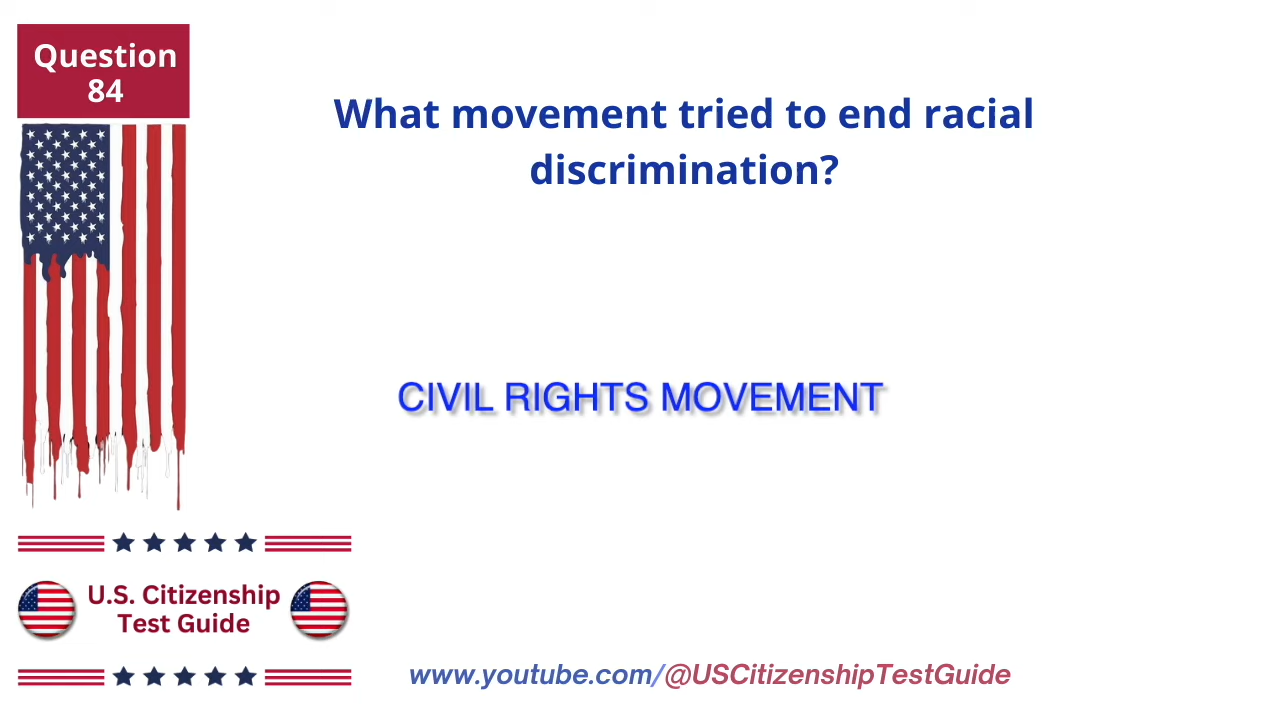 Question
84
What movement tried to end racial
discrimination?
CIVIL RIGHTS MOVEMENT
U.S. Citizenship
Test Guide
www.youtube.com/@USCitizenshipTestGuide